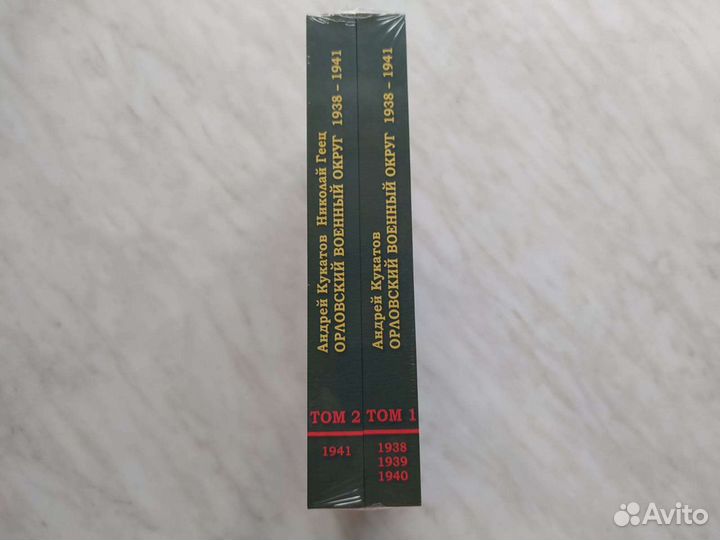 Андрей Кукатов Николай Геец
ОРЛОВСКИЙ ВОЕННЫЙ ОКРУГ 1938 – 1941
ТОМ 2
1941
Андрей Кукатов
ОРЛОВСКИЙ ВОЕННЫЙ ОКРУГ 1938 – 1941
ТОМ 1
1938
1939
1940
Avito